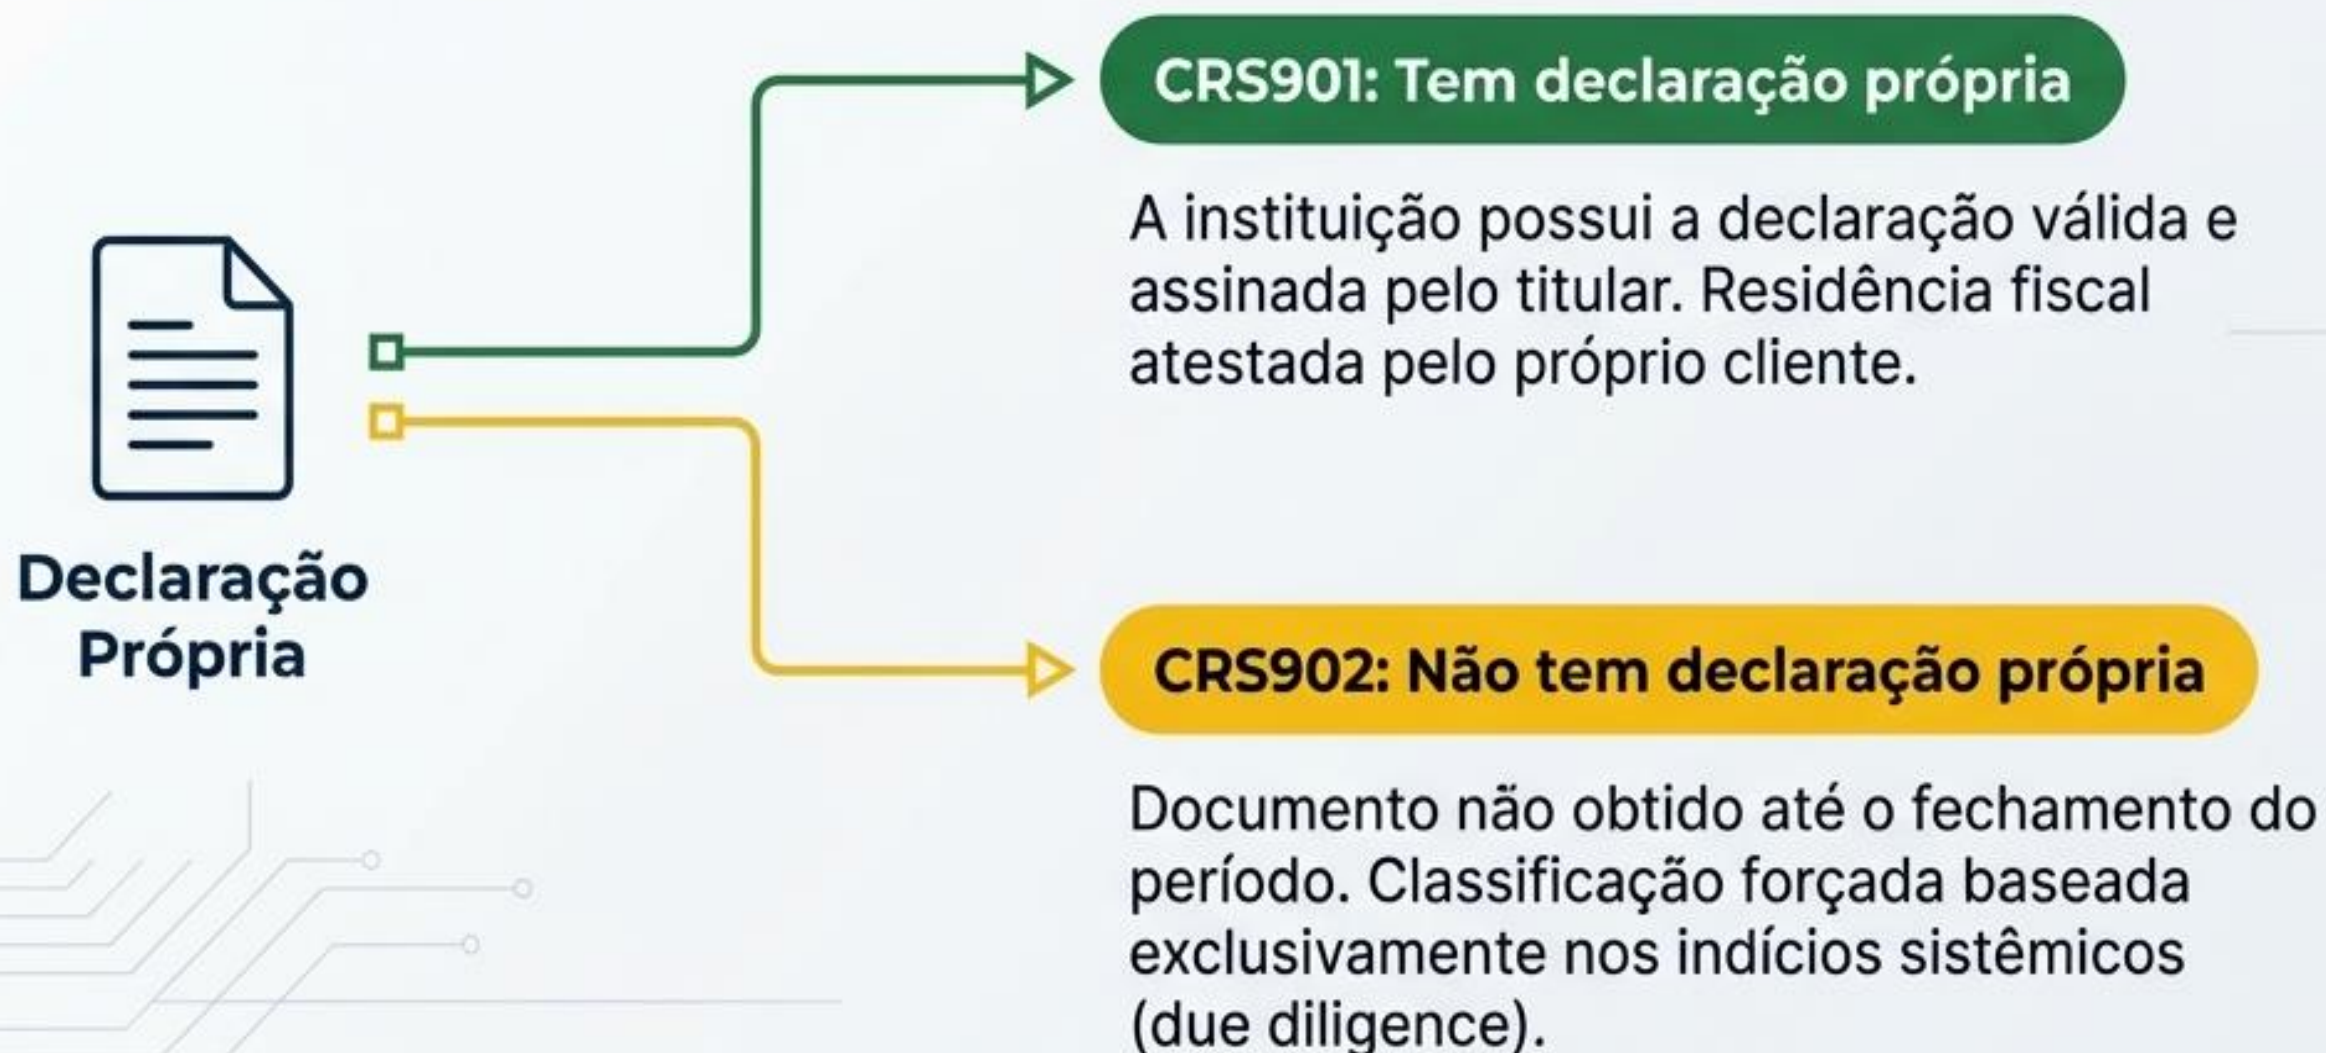 Declaração
Própria
CRS901: Tem declaração própria
A instituição possui a declaração válida e
assinada pelo titular. Residência fiscal
atestada pelo próprio cliente.
CRS902: Não tem declaração própria
Documento não obtido até o fechamento do
período. Classificação forçada baseada
exclusivamente nos indícios sistêmicos
(due diligence).